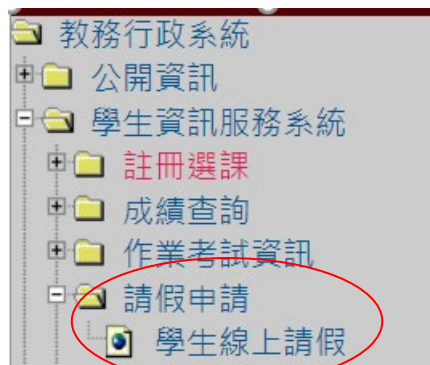 教務行政系統
公開資訊
學生資訊服務系統
註冊選課
成績查詢
作業考試資訊
請假申請
學生線上請假